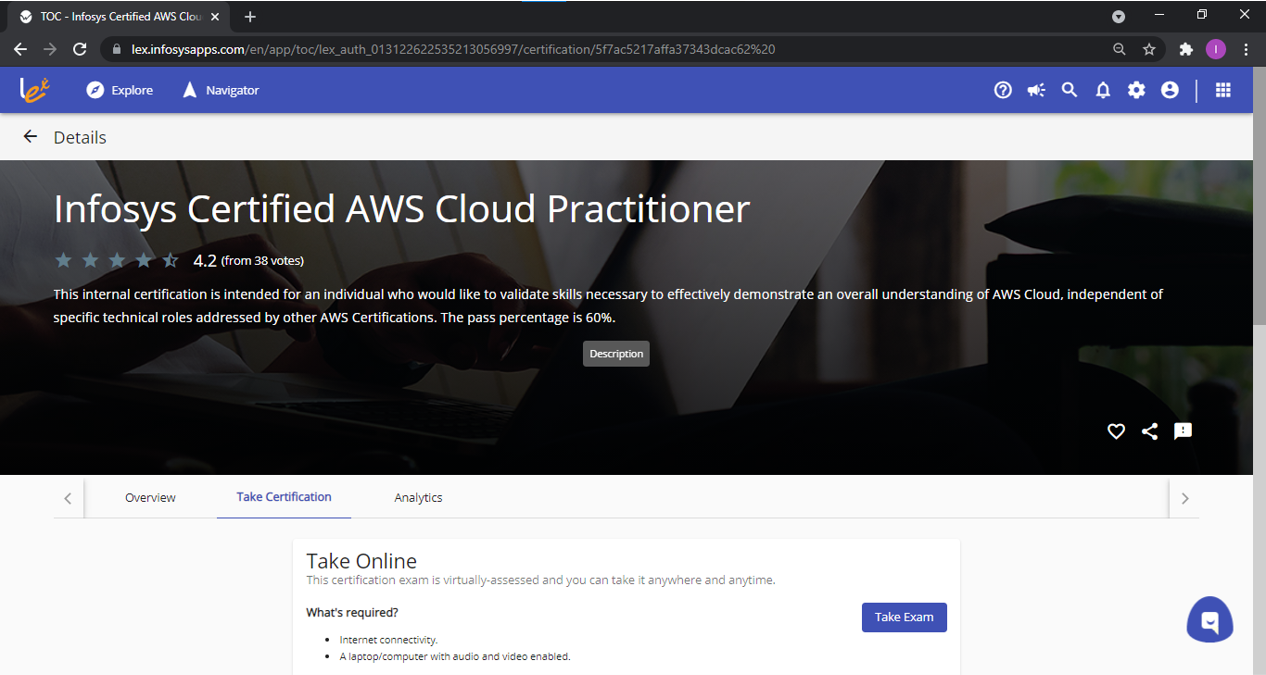 TOC - Infosys Certified AWS Clou
lex.infosysapps.com/en/app/toc/lex_auth_013122622535213056997/certification/5f7ac5217affa37343dcac62%20
I
Lex
Explore
Navigator
Details
Infosys Certified AWS Cloud Practitioner
4.2 (from 38 votes)
This internal certification is intended for an individual who would like to validate skills necessary to effectively demonstrate an overall understanding of AWS Cloud, independent of
specific technical roles addressed by other AWS Certifications. The pass percentage is 60%.
Description
Overview
Take Certification
Analytics
Take Online
This certification exam is virtually-assessed and you can take it anywhere and anytime.
What's required?
Take Exam
• Internet connectivity.
• A laptop/computer with audio and video enabled.